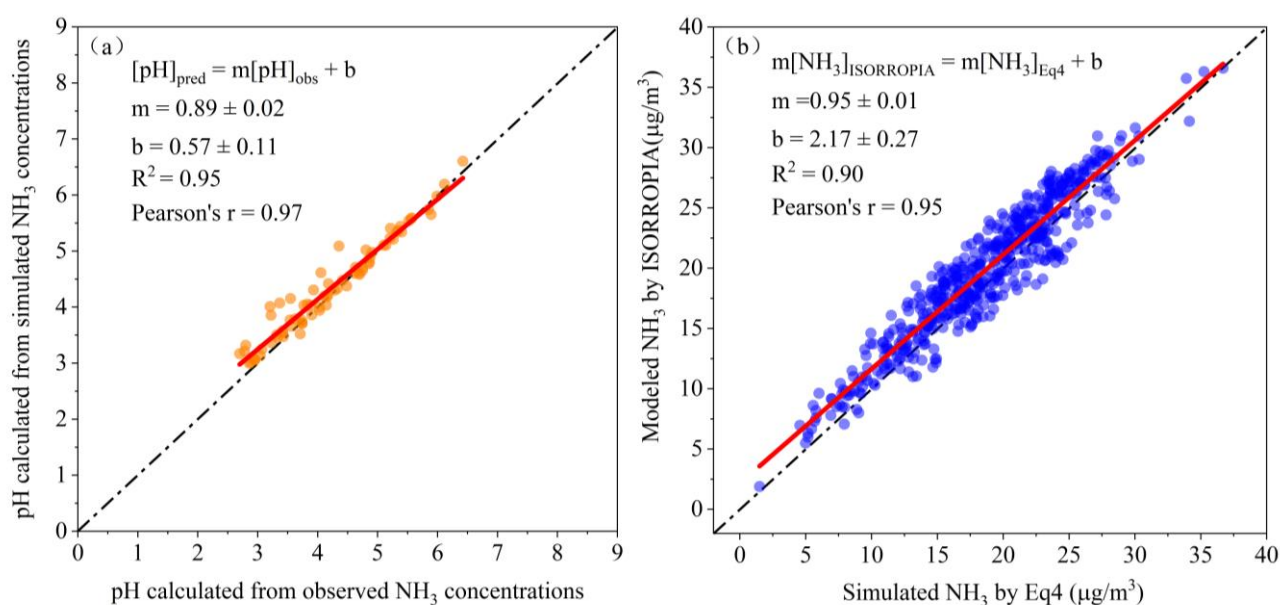 (a)
[pH]pred = m[pH]obs + b
m = 0.89 ± 0.02
b = 0.57 ± 0.11
R2 = 0.95
Pearson's r = 0.97
9
8
7
6
5
4
3
2
1
0
0 1 2 3 4 5 6 7 8 9
pH calculated from simulated NH3 concentrations
pH calculated from observed NH3 concentrations
(b)
m[NH3]ISORROPIA = m[NH3]Eq4 + b
m =0.95 ± 0.01
b = 2.17 ± 0.27
R2 = 0.90
Pearson's r = 0.95
40
35
30
25
20
15
10
5
0
0 5 10 15 20 25 30 35 40
Modeled NH3 by ISORROPIA(μg/m3)
Simulated NH3 by Eq4 (μg/m3)